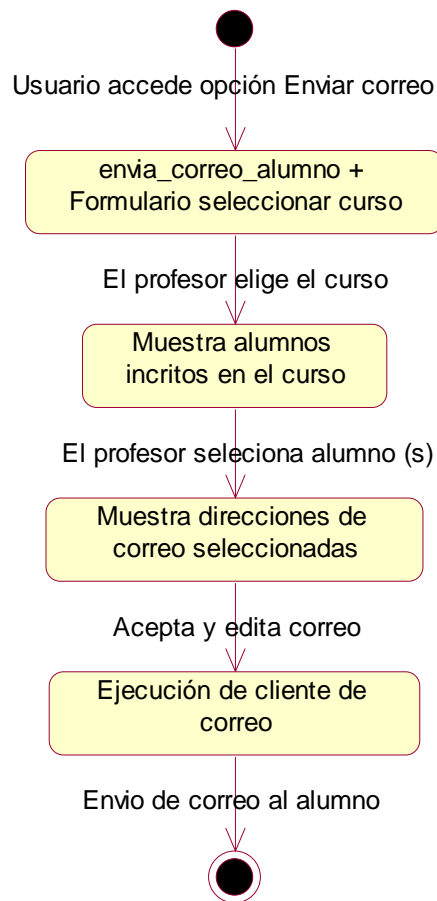 Usuario accede opción Enviar correo
envia_correo_alumno +
Formulario seleccionar curso
El profesor elige el curso
Muestra alumnos
incritos en el curso
El profesor seleciona alumno (s)
Muestra direcciones de
correo seleccionadas
Acepta y edita correo
Ejecución de cliente de
correo
Envio de correo al alumno